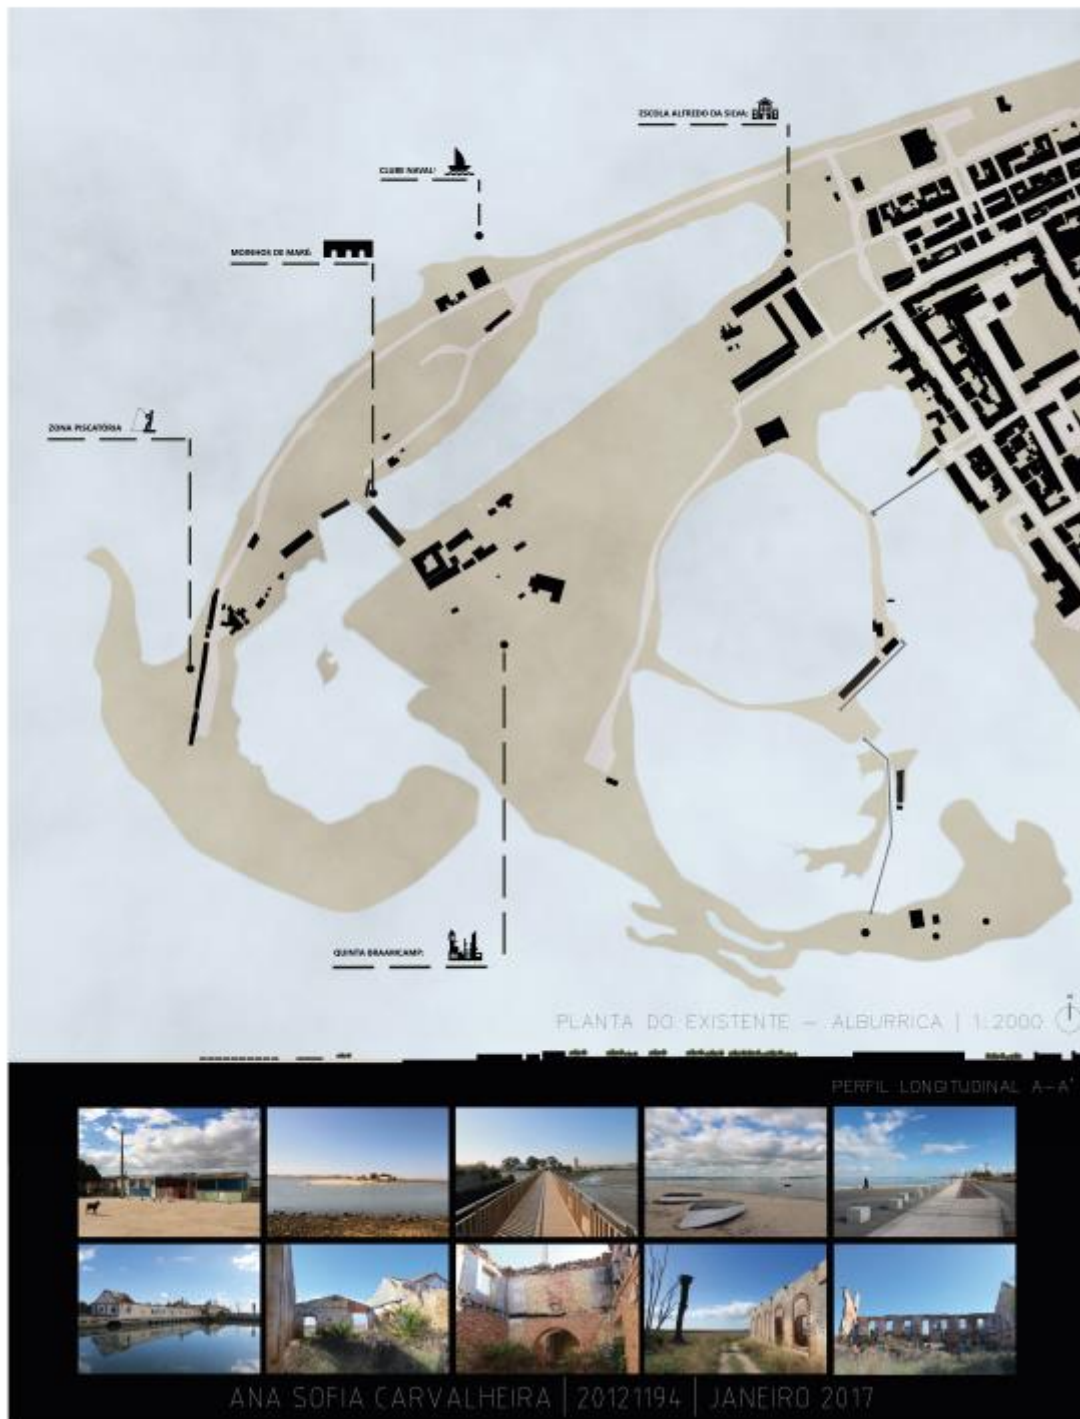 ESCOLA ALFREDO DA SILVA:
CLUBE NAVAL:
MOINHOS DE MARÉ:
ZONA PISCATÓRIA
QUINTA BRAAMCAMP:
PLANTA DO EXISTENTE – ALBURRICA | 1:2000
PERFIL LONGITUDINAL A–A'
ANA SOFIA CARVALHEIRA | 20121194 | JANEIRO 2017